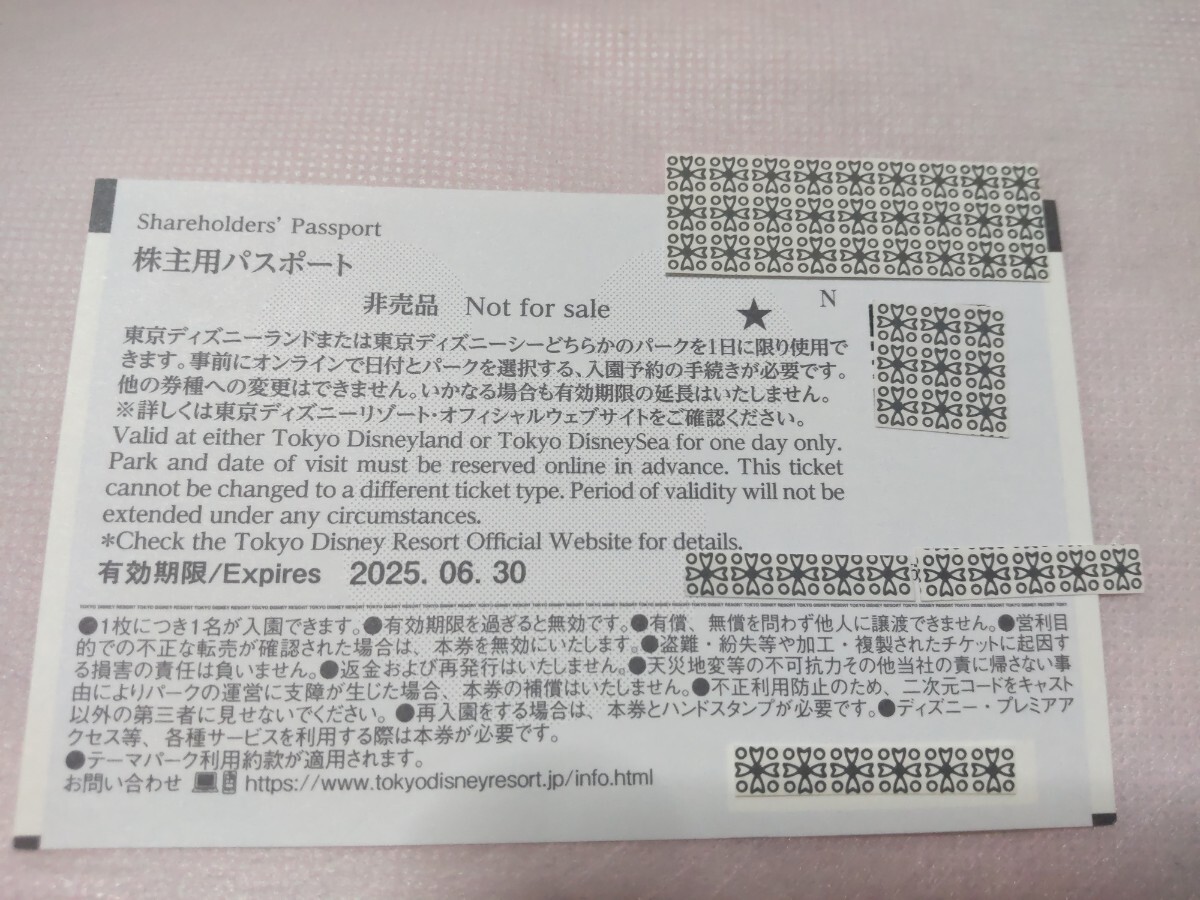 Shareholders' Passport
株主用パスポート
非売品 Not for sale
★ N
東京ディズニーランドまたは東京ディズニーシーどちらかのパークを1日に限り使用で
きます。事前にオンラインで日付とパークを選択する、入園予約の手続きが必要です。
他の券種への変更はできません。いかなる場合も有効期限の延長はいたしません。
※詳しくは東京ディズニーリゾート・オフィシャルウェブサイトをご確認ください。
Valid at either Tokyo Disneyland or Tokyo DisneySea for one day only.
Park and date of visit must be reserved online in advance. This ticket
cannot be changed to a different ticket type. Period of validity will not be
extended under any circumstances.
*Check the Tokyo Disney Resort Official Website for details.
有効期限/Expires 2025. 06. 30
●1枚につき1名が入園できます。●有効期限を過ぎると無効です。●有償、無償を問わず他人に譲渡できません。●営利目
的での不正な転売が確認された場合は、本券を無効にいたします。●盗難・紛失等や加工・複製されたチケットに起因す
る損害の責任は負いません。●返金および再発行はいたしません。●天災地変等の不可抗力その他当社の責に帰さない事
由によりパークの運営に支障が生じた場合、本券の補償はいたしません。●不正利用防止のため、二次元コードをキャスト
以外の第三者に見せないでください。●再入園をする場合は、本券とハンドスタンプが必要です。●ディズニー・プレミアア
クセス等、各種サービスを利用する際は本券が必要です。
●テーマパーク利用約款が適用されます。
お問い合わせ https://www.tokyodisneyresort.jp/info.html